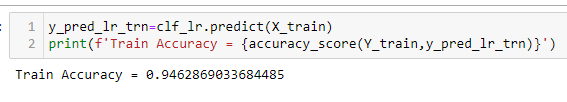 1 y_pred_lr_trn=clf_lr.predict(X_train)
2 print(f'Train Accuracy = {accuracy_score(Y_train,y_pred_lr_trn)}')
Train Accuracy = 0.9462869033684485